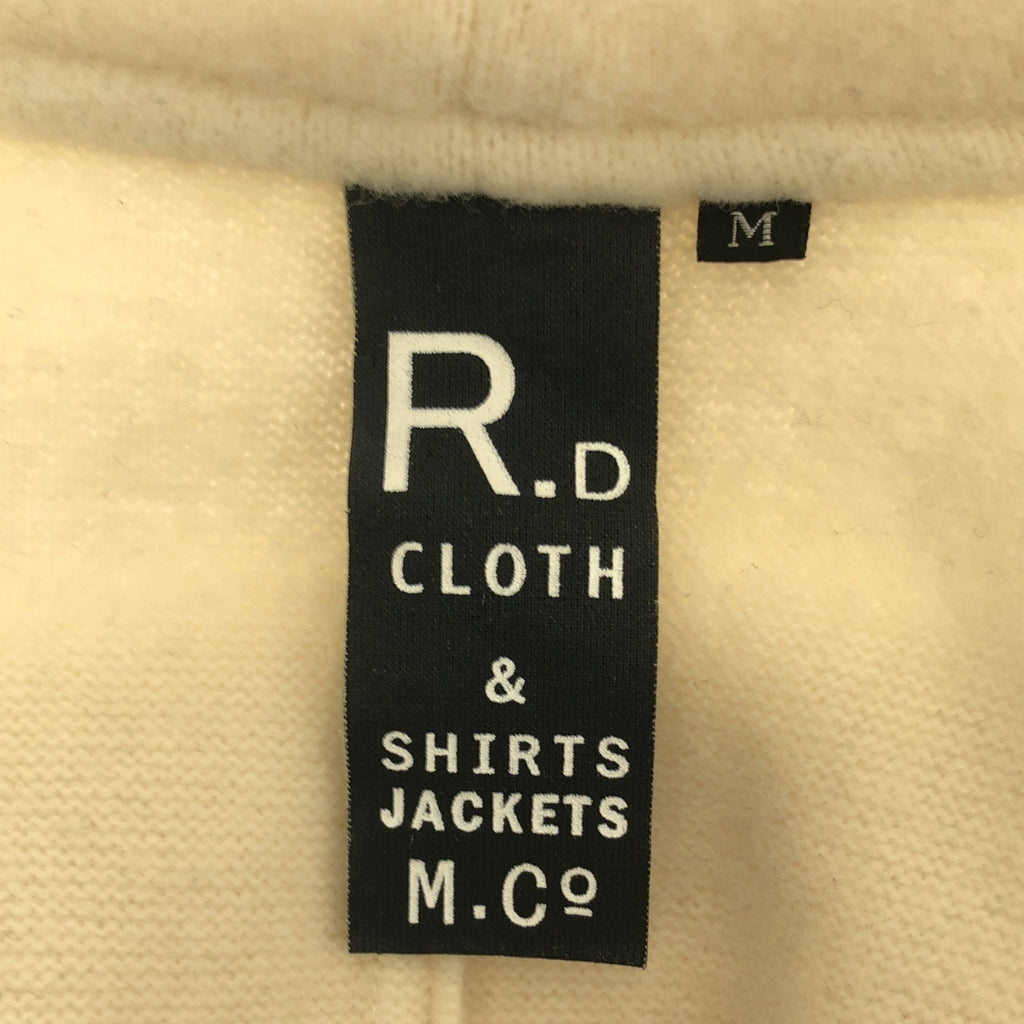 M
R.D
CLOTH
&
SHIRTS
JACKETS
M.Cº